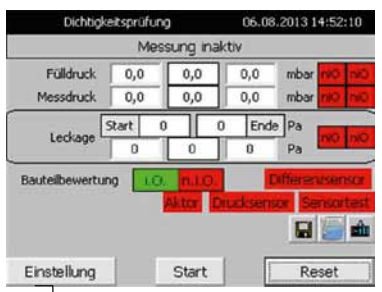 Dichtigkeitsprüfung 06.08.2013 14:52:10
Messung inaktiv
Fülldruck 0,0 0,0 0,0 mbar niO niO
Messdruck 0,0 0,0 0,0 mbar niO niO
Start 0 0 Ende Pa
Leckage niO niO
0 0 0 Pa
Bauteilbewertung i.O. n.I.O. Differenzsensor
Aktor Drucksensor Sensortest
Einstellung Start Reset